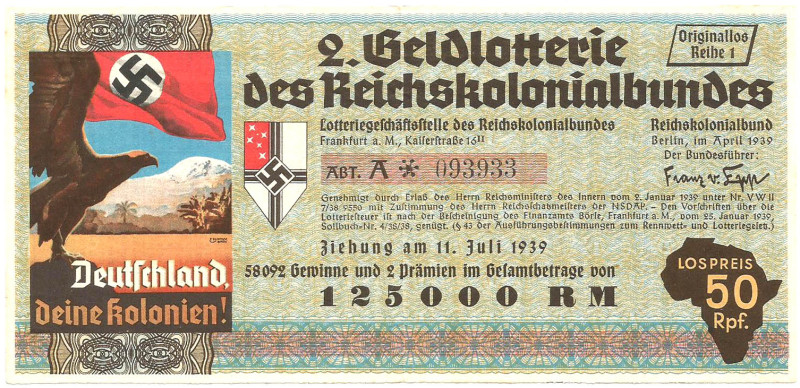 2. Geldlotterie
des Reichskolonialbundes
Originallos
Reihe 1
Lotteriegeschäftsstelle des Reichskolonialbundes
Frankfurt a. M., Kaiserstraße 16 II
Reichskolonialbund
Berlin, im April 1939
Der Bundesführer:
Franz v. Epp
ABT. A * 093933
Genehmigt durch Erlaß des Herrn Reichsministers des Innern vom 2. Januar 1939 unter Nr. V W II
7/38·9550 mit Zustimmung des Herrn Reichsschatzmeisters der NSDAP. – Den Vorschriften über die
Lotteriesteuer ist nach der Bescheinigung des Finanzamts Börse, Frankfurt a. M., vom 25. Januar 1939,
Sollbuch-Nr. 4/38/38, genügt. (§ 43 der Ausführungsbestimmungen zum Rennwett- und Lotteriegesetz.)
Ziehung am 11. Juli 1939
58092 Gewinne und 2 Prämien im Gesamtbetrage von
125000 RM
LOSPREIS
50
Rpf.
Deutschland,
deine Kolonien!